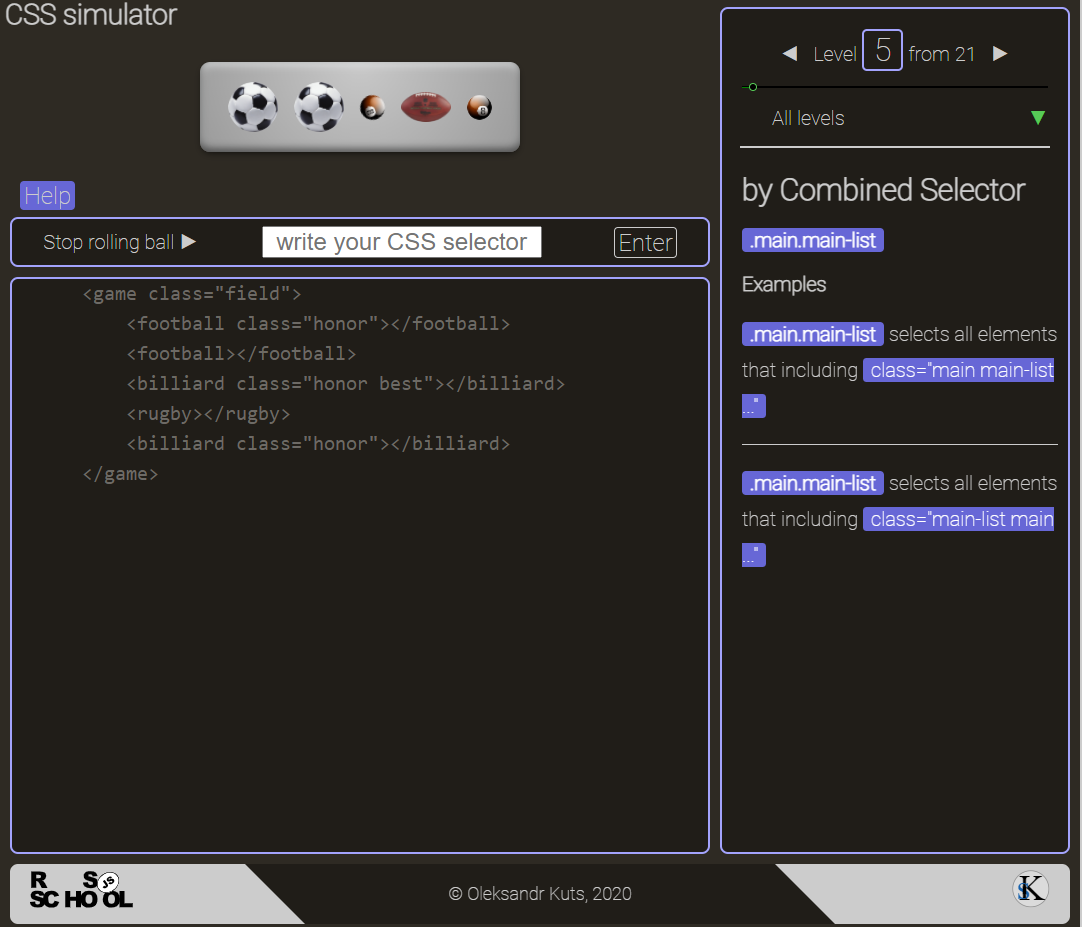 CSS simulator
Help
Stop rolling ball ▶
write your CSS selector
Enter
<game class="field">
<football class="honor"></football>
<football></football>
<billiard class="honor best"></billiard>
<rugby></rugby>
<billiard class="honor"></billiard>
</game>
◀ Level 5 from 21 ▶
All levels ▼
by Combined Selector
.main.main-list
Examples
.main.main-list selects all elements
that including class="main main-list
..."
.main.main-list selects all elements
that including class="main-list main
..."
R S JS
SCHOOL
© Oleksandr Kuts, 2020
SK